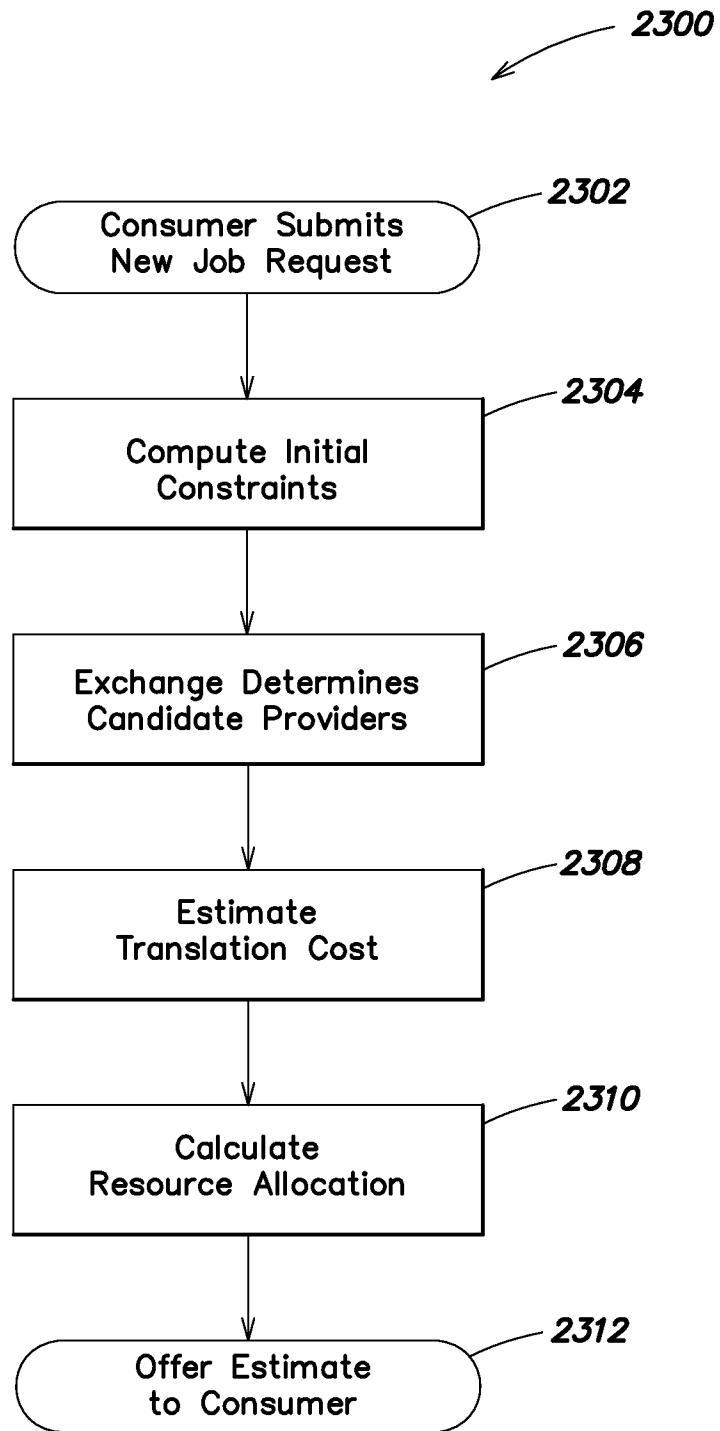 2300
2302
Consumer Submits
New Job Request
2304
Compute Initial
Constraints
2306
Exchange Determines
Candidate Providers
2308
Estimate
Translation Cost
2310
Calculate
Resource Allocation
2312
Offer Estimate
to Consumer